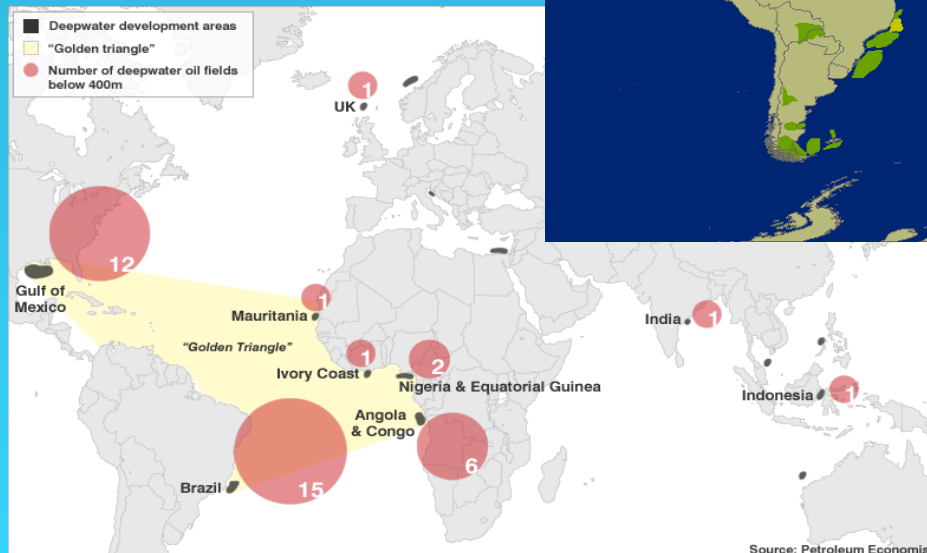 Deepwater development areas
“Golden triangle”
Number of deepwater oil fields
below 400m
1
UK
12
Gulf of
Mexico
1
Mauritania
“Golden Triangle”
1
Ivory Coast
2
Nigeria & Equatorial Guinea
Angola
& Congo
6
15
Brazil
India
1
Indonesia
1
Source: Petroleum Economis